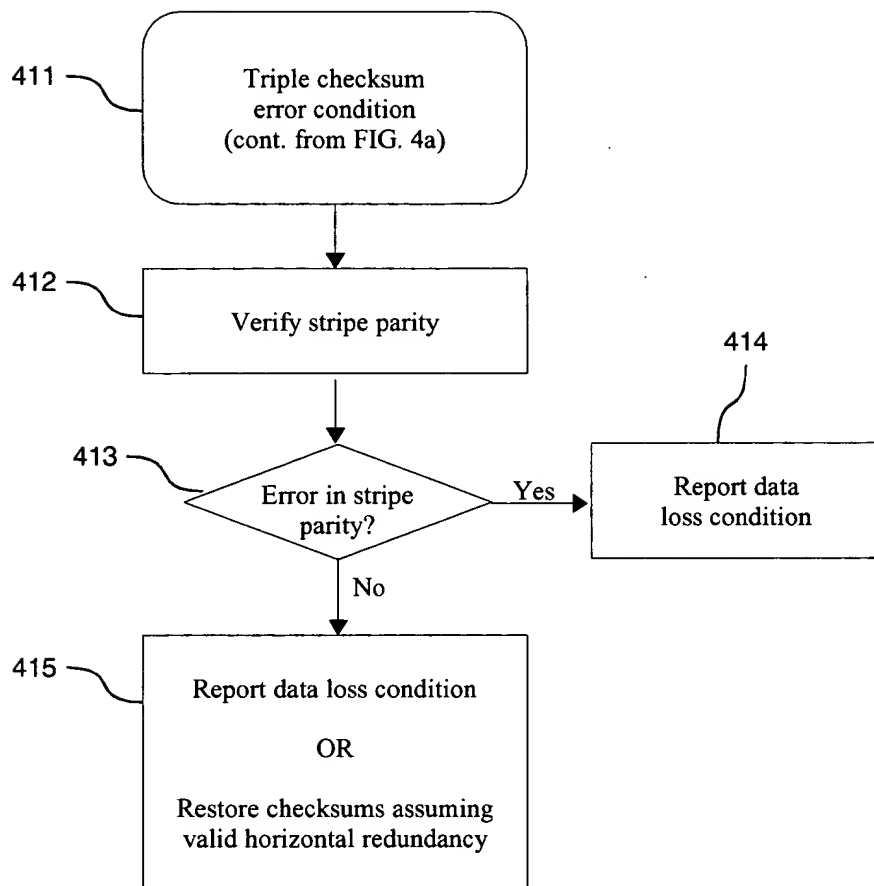 411
Triple checksum
error condition
(cont. from FIG. 4a)
412
Verify stripe parity
414
413
Error in stripe
parity?
Yes
Report data
loss condition
No
415
Report data loss condition
OR
Restore checksums assuming
valid horizontal redundancy